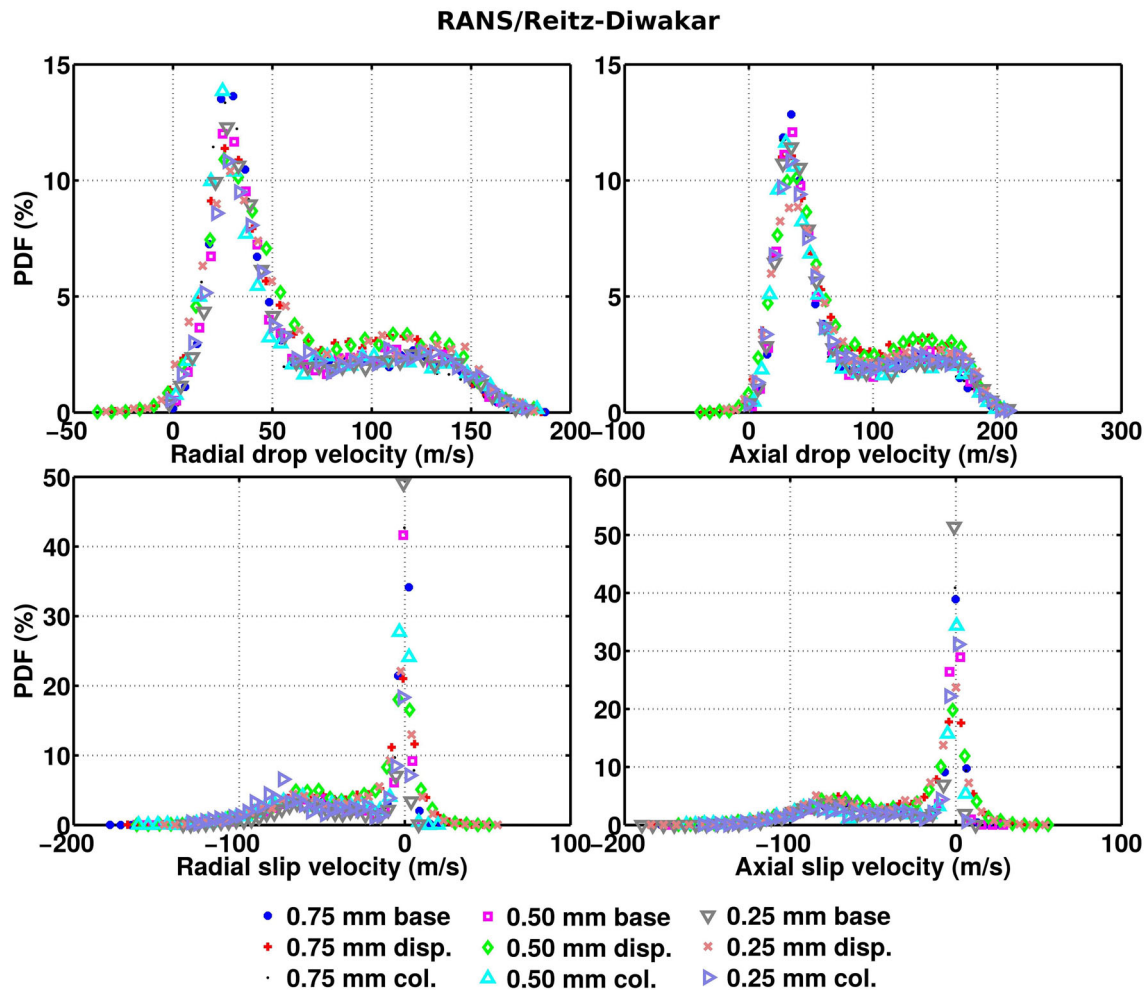 RANS/Reitz-Diwakar
PDF (%)
15
10
5
0
−50 0 50 100 150 200
Radial drop velocity (m/s)
15
10
5
0
−100 0 100 200 300
Axial drop velocity (m/s)
PDF (%)
50
40
30
20
10
0
−200 −100 0 100
Radial slip velocity (m/s)
60
50
40
30
20
10
0
−200 −100 0 100
Axial slip velocity (m/s)
0.75 mm base 0.50 mm base 0.25 mm base
0.75 mm disp. 0.50 mm disp. 0.25 mm disp.
0.75 mm col. 0.50 mm col. 0.25 mm col.